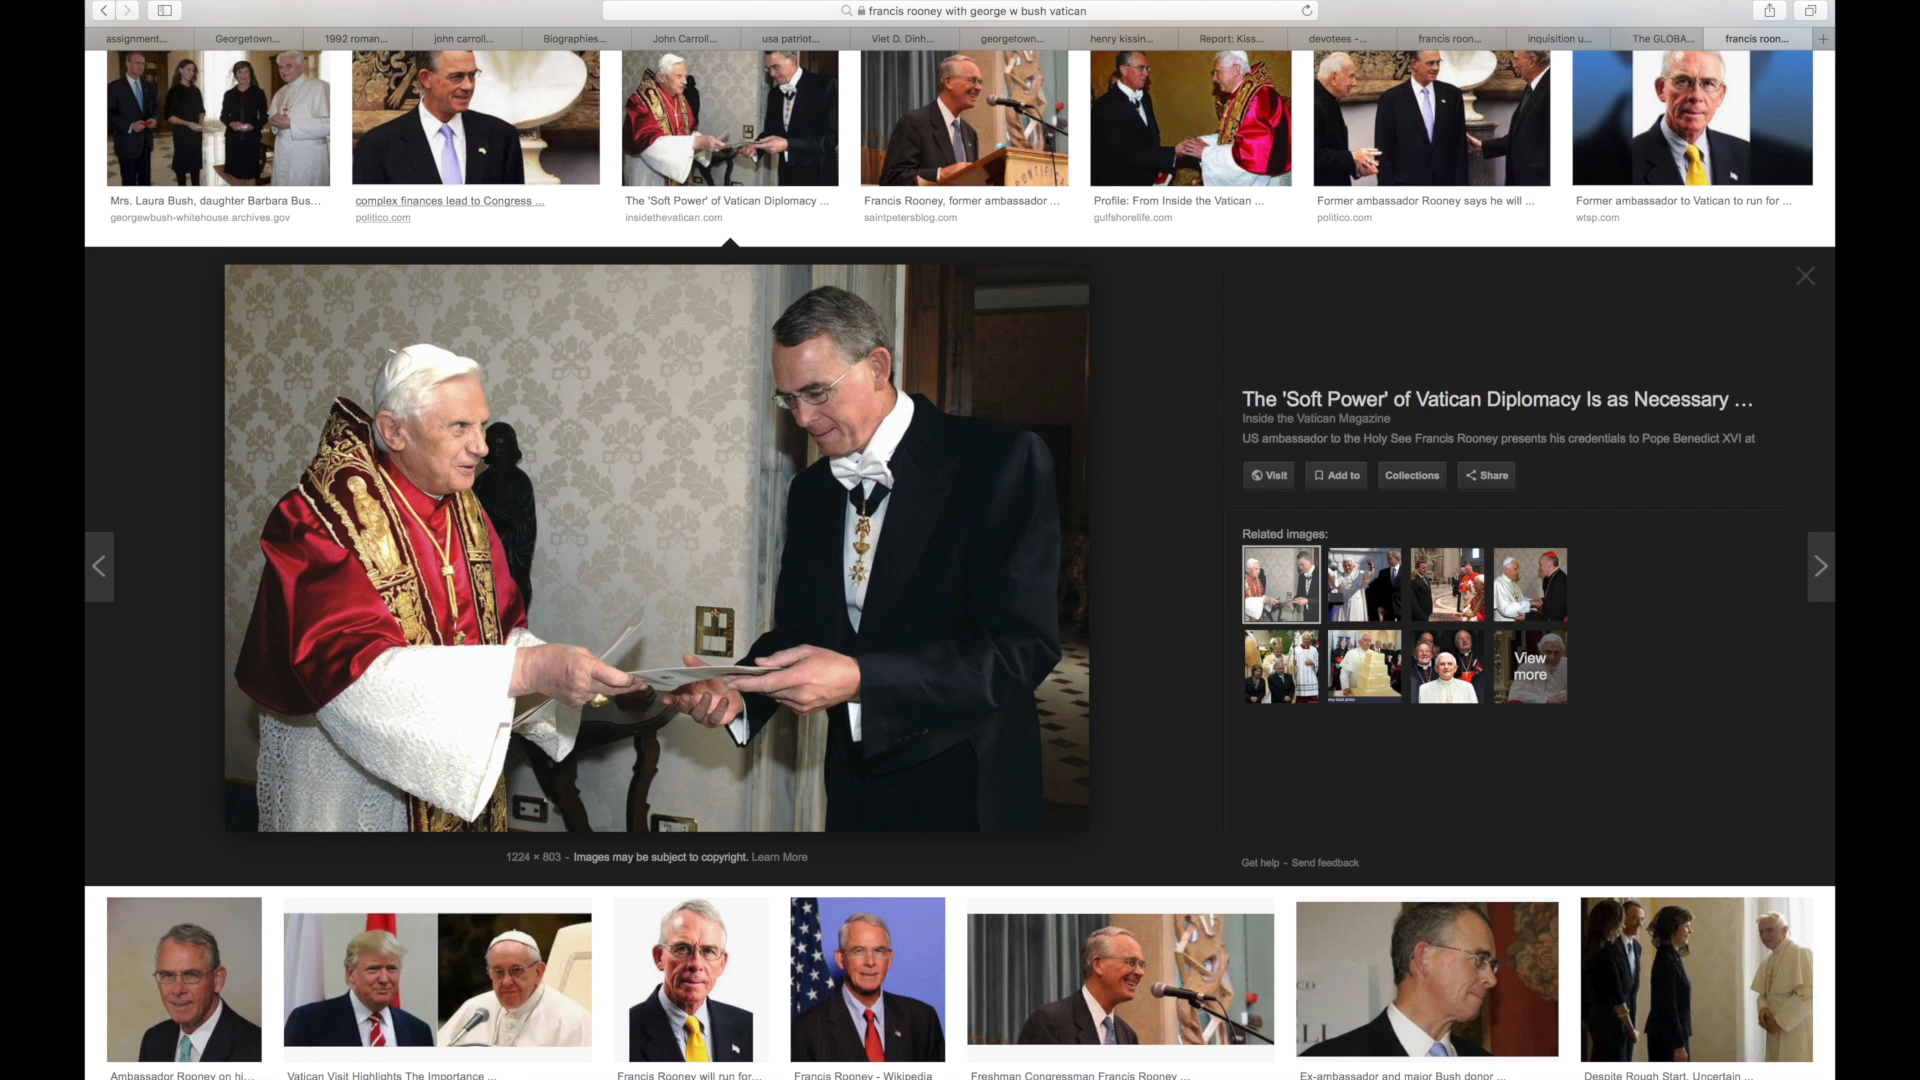 francis rooney with george w bush vatican
assignment...
Georgetown...
1992 roman...
john carroll...
Biographies...
John Carroll...
usa patriot...
Viet D. Dinh...
georgetown...
henry kissin...
Report: Kiss...
devotees -...
francis roon...
inquisition u...
The GLOBA...
francis roon...
Mrs. Laura Bush, daughter Barbara Bus...
georgewbush-whitehouse.archives.gov
complex finances lead to Congress ...
politico.com
The 'Soft Power' of Vatican Diplomacy ...
insidethevatican.com
Francis Rooney, former ambassador ...
saintpetersblog.com
Profile: From Inside the Vatican ...
gulfshorelife.com
Former ambassador Rooney says he will ...
politico.com
Former ambassador to Vatican to run for ...
wtsp.com
The 'Soft Power' of Vatican Diplomacy Is as Necessary ...
Inside the Vatican Magazine
US ambassador to the Holy See Francis Rooney presents his credentials to Pope Benedict XVI at
Visit
Add to
Collections
Share
Related images:
View
more
1224 × 803 - Images may be subject to copyright. Learn More
Get help - Send feedback
Ambassador Rooney on hi...
Vatican Visit Highlights The Importance ...
Francis Rooney will run for...
Francis Rooney - Wikipedia
Freshman Congressman Francis Rooney ...
Ex-ambassador and major Bush donor ...
Despite Rough Start, Uncertain ...